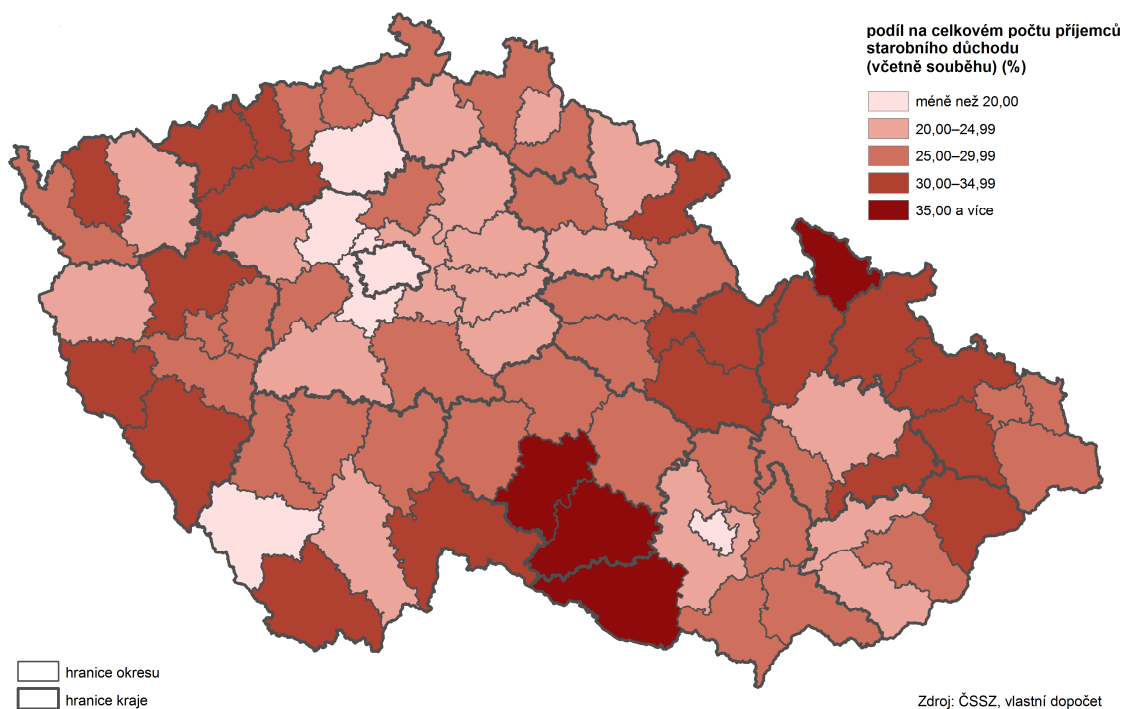 podíl na celkovém počtu příjemců
starobního důchodu
(včetně souběhu) (%)
méně než 20,00
20,00–24,99
25,00–29,99
30,00–34,99
35,00 a více
hranice okresu
hranice kraje
Zdroj: ČSSZ, vlastní dopočet